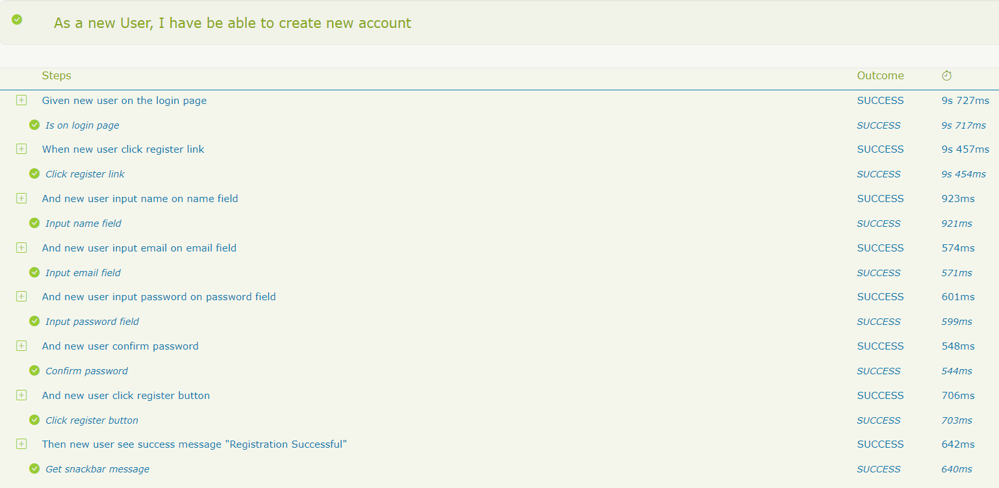 As a new User, I have be able to create new account
Steps Outcome
Given new user on the login page SUCCESS 9s 727ms
Is on login page SUCCESS 9s 717ms
When new user click register link SUCCESS 9s 457ms
Click register link SUCCESS 9s 454ms
And new user input name on name field SUCCESS 923ms
Input name field SUCCESS 921ms
And new user input email on email field SUCCESS 574ms
Input email field SUCCESS 571ms
And new user input password on password field SUCCESS 601ms
Input password field SUCCESS 599ms
And new user confirm password SUCCESS 548ms
Confirm password SUCCESS 544ms
And new user click register button SUCCESS 706ms
Click register button SUCCESS 703ms
Then new user see success message "Registration Successful" SUCCESS 642ms
Get snackbar message SUCCESS 640ms